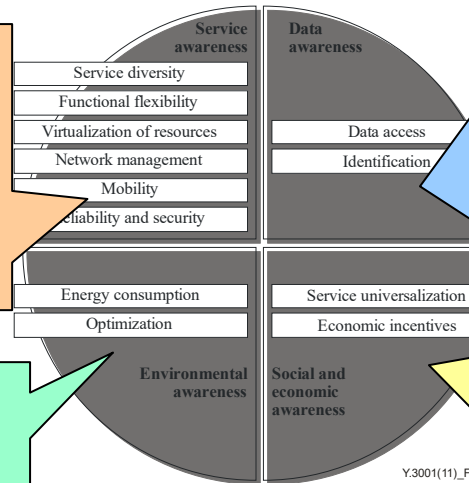 Service
awareness
Data
awareness
Service diversity
Functional flexibility
Virtualization of resources
Network management
Mobility
and security
Data access
Identification
Energy consumption
Optimization
Service universalization
Economic incentives
Environmental
awareness
Social and
economic
awareness
Y.3001(11)_F